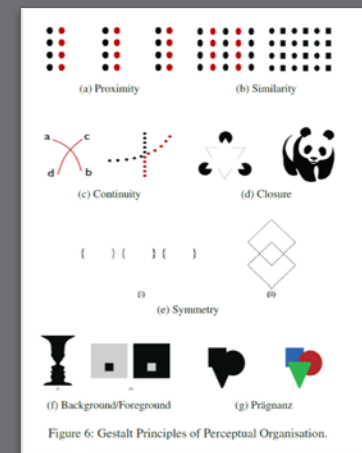 (a) Proximity
(b) Similarity
a
c
d
b
(c) Continuity
(d) Closure
{ } { } { }
(i)
(ii)
(e) Symmetry
(f) Background/Foreground
(g) Prägnanz
Figure 6: Gestalt Principles of Perceptual Organisation.